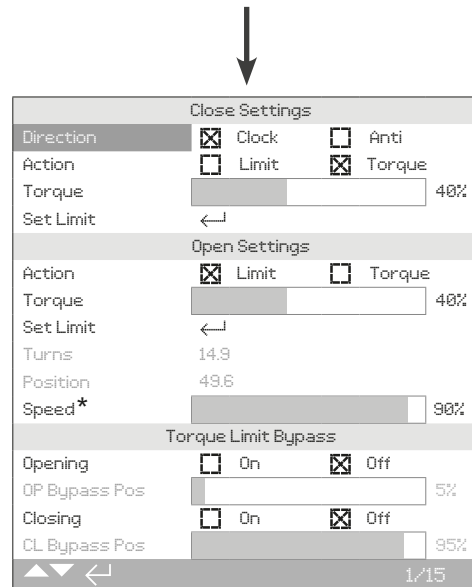 Close Settings
Direction Clock Anti
Action Limit Torque
Torque 40%
Set Limit
Open Settings
Action Limit Torque
Torque 40%
Set Limit
Turns 14.9
Position 49.6
Speed* 90%
Torque Limit Bypass
Opening On Off
OP Bypass Pos 5%
Closing On Off
CL Bypass Pos 95%
1/15